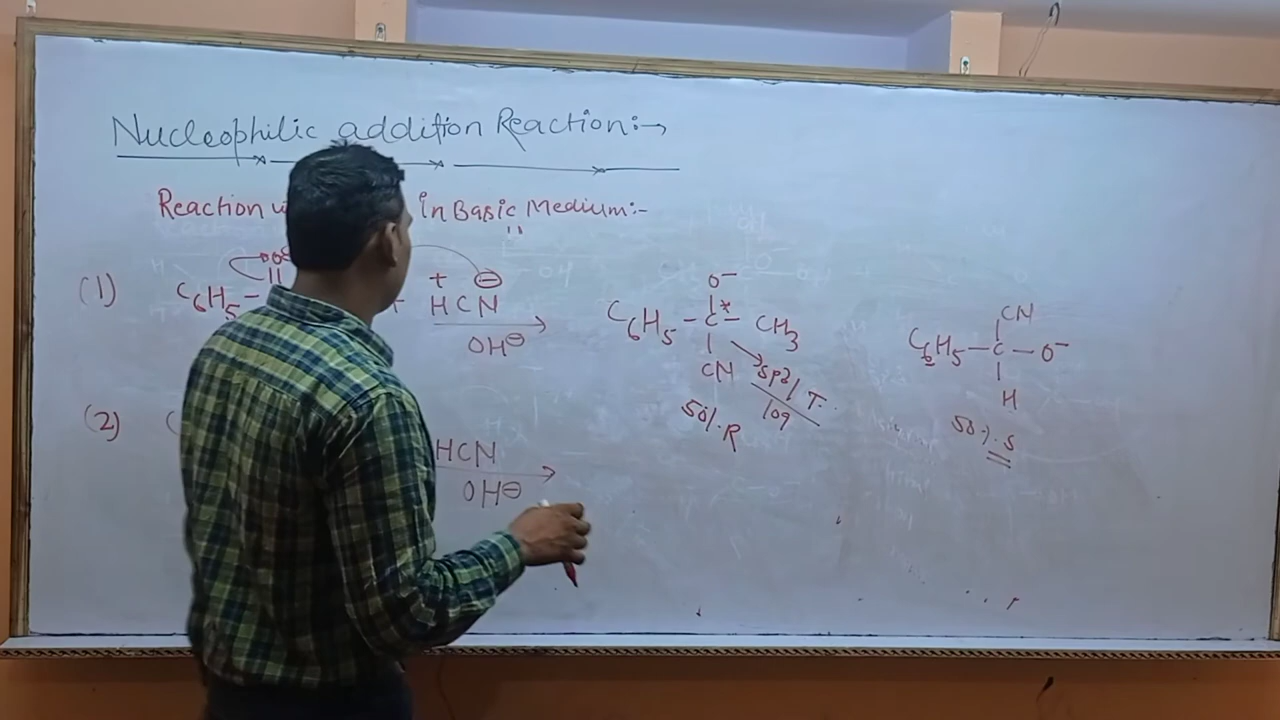 Nucleophilic addition Reaction:→
Reaction in Basic Medium:-
(1) C6H5- + HCN
OH⊖
O⁻
C6H5-C*-CH3
CN
sp3/T.
109
50%.R
CN
C6H5-C-O⁻
H
50%.S
(2) HCN
OH⊖